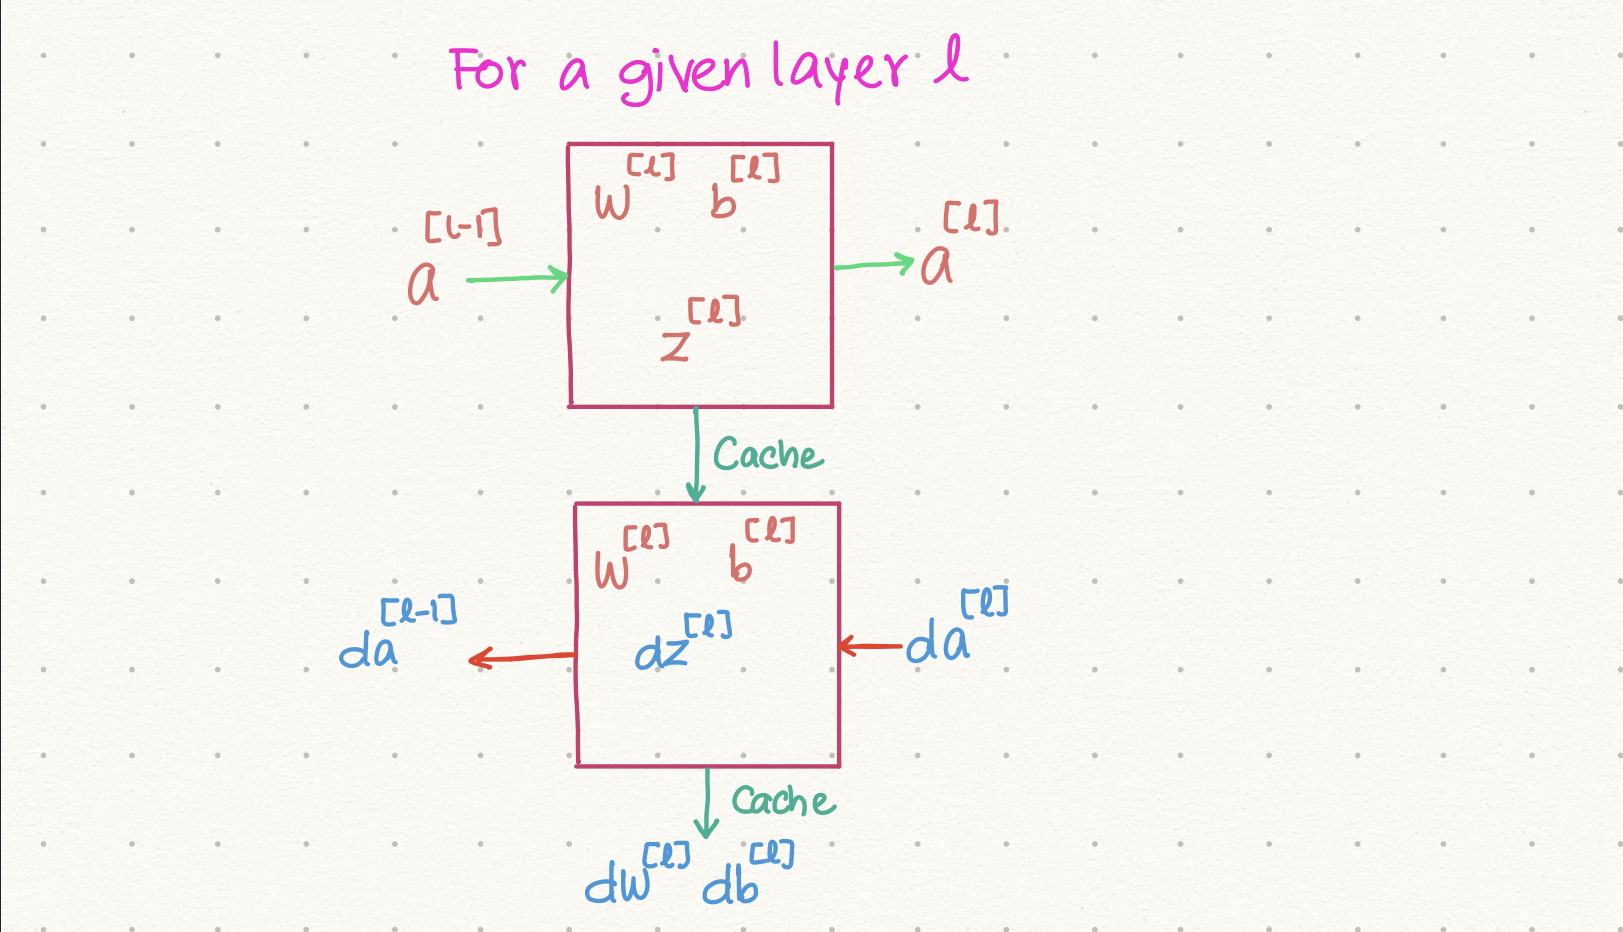 For a given layer l
W^[l] b^[l]
a^[l-1]
a^[l]
z^[l]
Cache
W^[l] b^[l]
da^[l-1]
dz^[l]
da^[l]
Cache
dW^[l] db^[l]